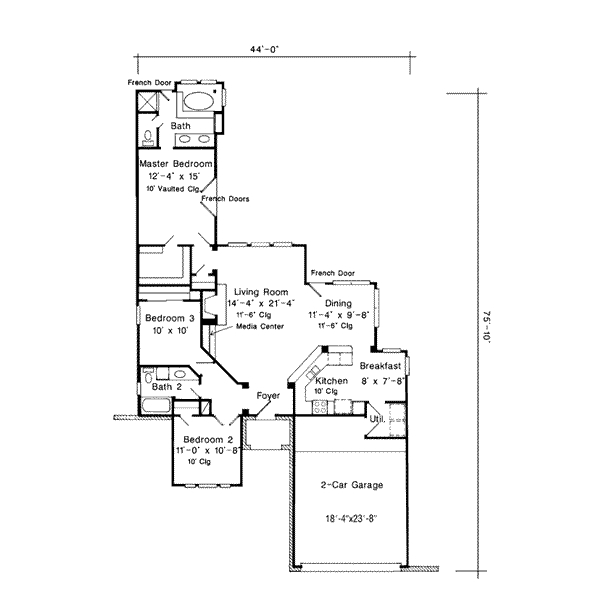 44'-0"
French Door
Bath
Master Bedroom
12'-4" x 15'
10' Vaulted Clg.
French Doors
French Door
Living Room
14'-4" x 21'-4"
11'-6" Clg
Media Center
Dining
11'-4" x 9'-8"
11'-6" Clg
75'-10"
Bedroom 3
10' x 10'
Breakfast
8' x 7'-8"
Kitchen
10' Clg
Bath 2
Foyer
Util.
Bedroom 2
11'-0" x 10'-8"
10' Clg
2-Car Garage
18'-4"x23'-8"